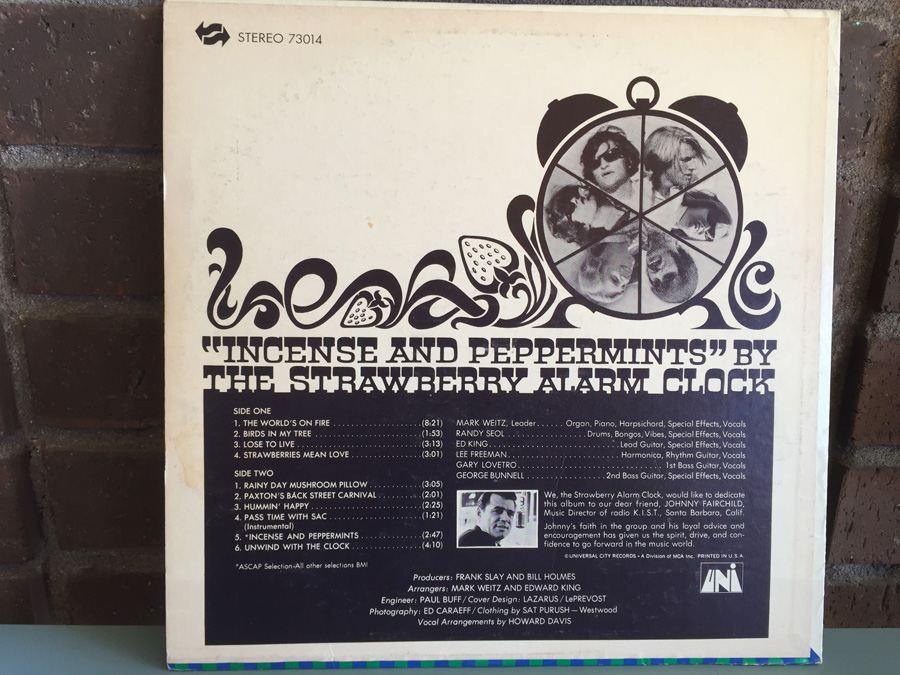 STEREO 73014
"INCENSE AND PEPPERMINTS" BY
THE STRAWBERRY ALARM CLOCK
SIDE ONE
1. THE WORLD'S ON FIRE (8:21)
2. BIRDS IN MY TREE (1:53)
3. LOSE TO LIVE (3:13)
4. STRAWBERRIES MEAN LOVE (3:01)
SIDE TWO
1. RAINY DAY MUSHROOM PILLOW (3:05)
2. PAXTON'S BACK STREET CARNIVAL (2:01)
3. HUMMIN' HAPPY (2:25)
4. PASS TIME WITH SAC (1:21)
(Instrumental)
5. *INCENSE AND PEPPERMINTS (2:47)
6. UNWIND WITH THE CLOCK (4:10)
*ASCAP Selection-All other selections BMI
MARK WEITZ, Leader Organ, Piano, Harpsichord, Special Effects, Vocals
RANDY SEOL Drums, Bongos, Vibes, Special Effects, Vocals
ED KING Lead Guitar, Special Effects, Vocals
LEE FREEMAN Harmonica, Rhythm Guitar, Vocals
GARY LOVETRO 1st Bass Guitar, Vocals
GEORGE BUNNELL 2nd Bass Guitar, Special Effects, Vocals
We, the Strawberry Alarm Clock, would like to dedicate
this album to our dear friend, JOHNNY FAIRCHILD,
Music Director of radio K.I.S.T., Santa Barbara, Calif.
Johnny's faith in the group and his loyal advice and
encouragement has given us the spirit, drive, and con-
fidence to go forward in the music world.
©UNIVERSAL CITY RECORDS • A Division of MCA Inc. PRINTED IN U.S.A.
UNI
Producers: FRANK SLAY AND BILL HOLMES
Arrangers: MARK WEITZ AND EDWARD KING
Engineer: PAUL BUFF / Cover Design: LAZARUS / LePREVOST
Photography: ED CARAEFF / Clothing by SAT PURUSH—Westwood
Vocal Arrangements by HOWARD DAVIS